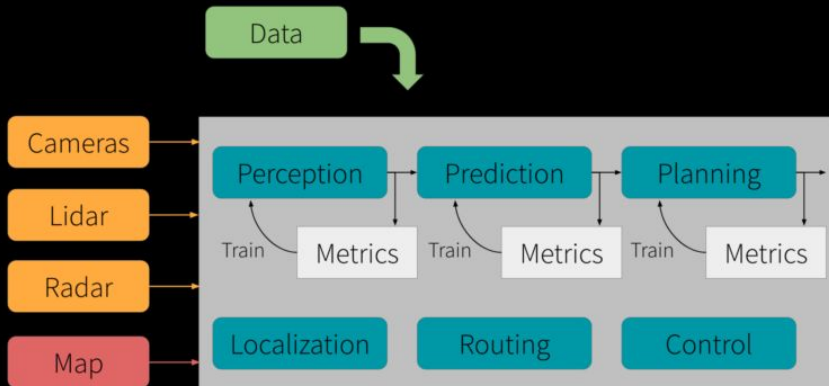 Data
Cameras
Lidar
Radar
Map
Perception
Prediction
Planning
Train
Metrics
Train
Metrics
Train
Metrics
Localization
Routing
Control